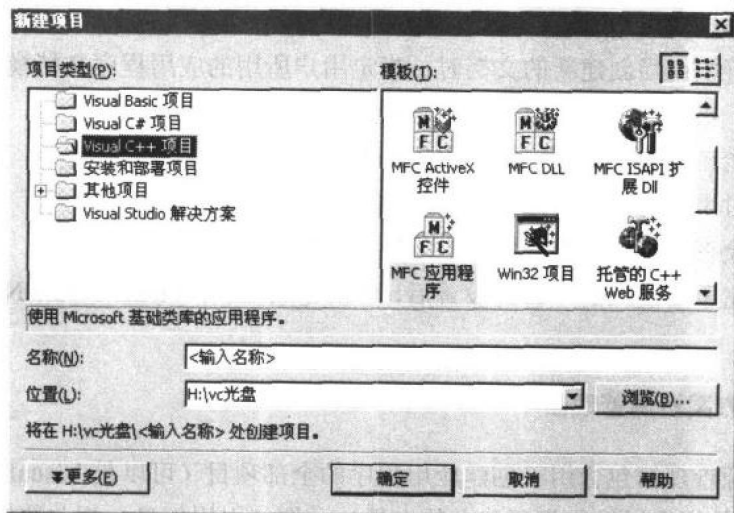 新建项目
项目类型(P):
模板(T):
Visual Basic 项目
Visual C# 项目
Visual C++ 项目
安装和部署项目
其他项目
Visual Studio 解决方案
MFC ActiveX
控件
MFC DLL
MFC ISAPI 扩
展 Dll
MFC 应用程
序
Win32 项目
托管的 C++
Web 服务
使用 Microsoft 基础类库的应用程序。
名称(N):
<输入名称>
位置(L):
H:\vc光盘
浏览(B)...
将在 H:\vc光盘\<输入名称> 处创建项目。
更多(E)
确定
取消
帮助